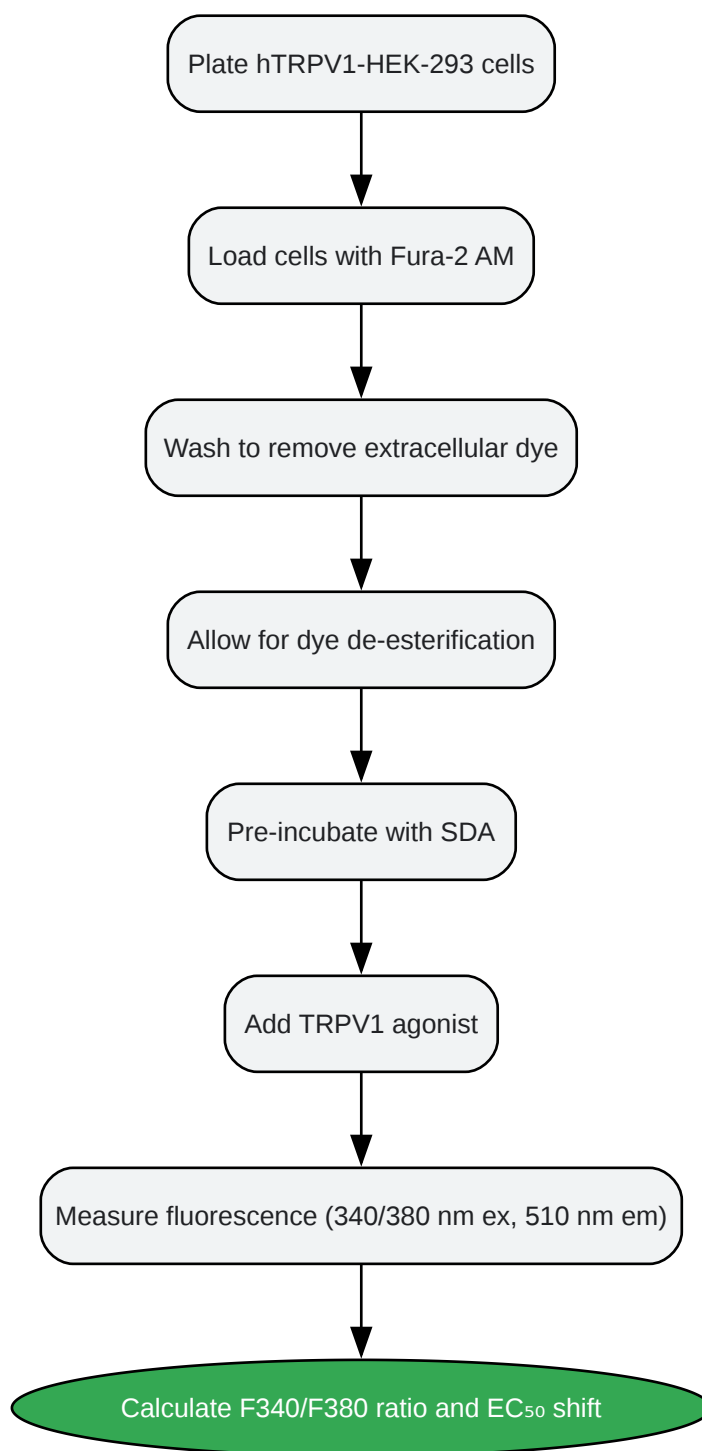 Plate hTRPV1-HEK-293 cells
Load cells with Fura-2 AM
Wash to remove extracellular dye
Allow for dye de-esterification
Pre-incubate with SDA
Add TRPV1 agonist
Measure fluorescence (340/380 nm ex, 510 nm em)
Calculate F340/F380 ratio and EC₅₀ shift